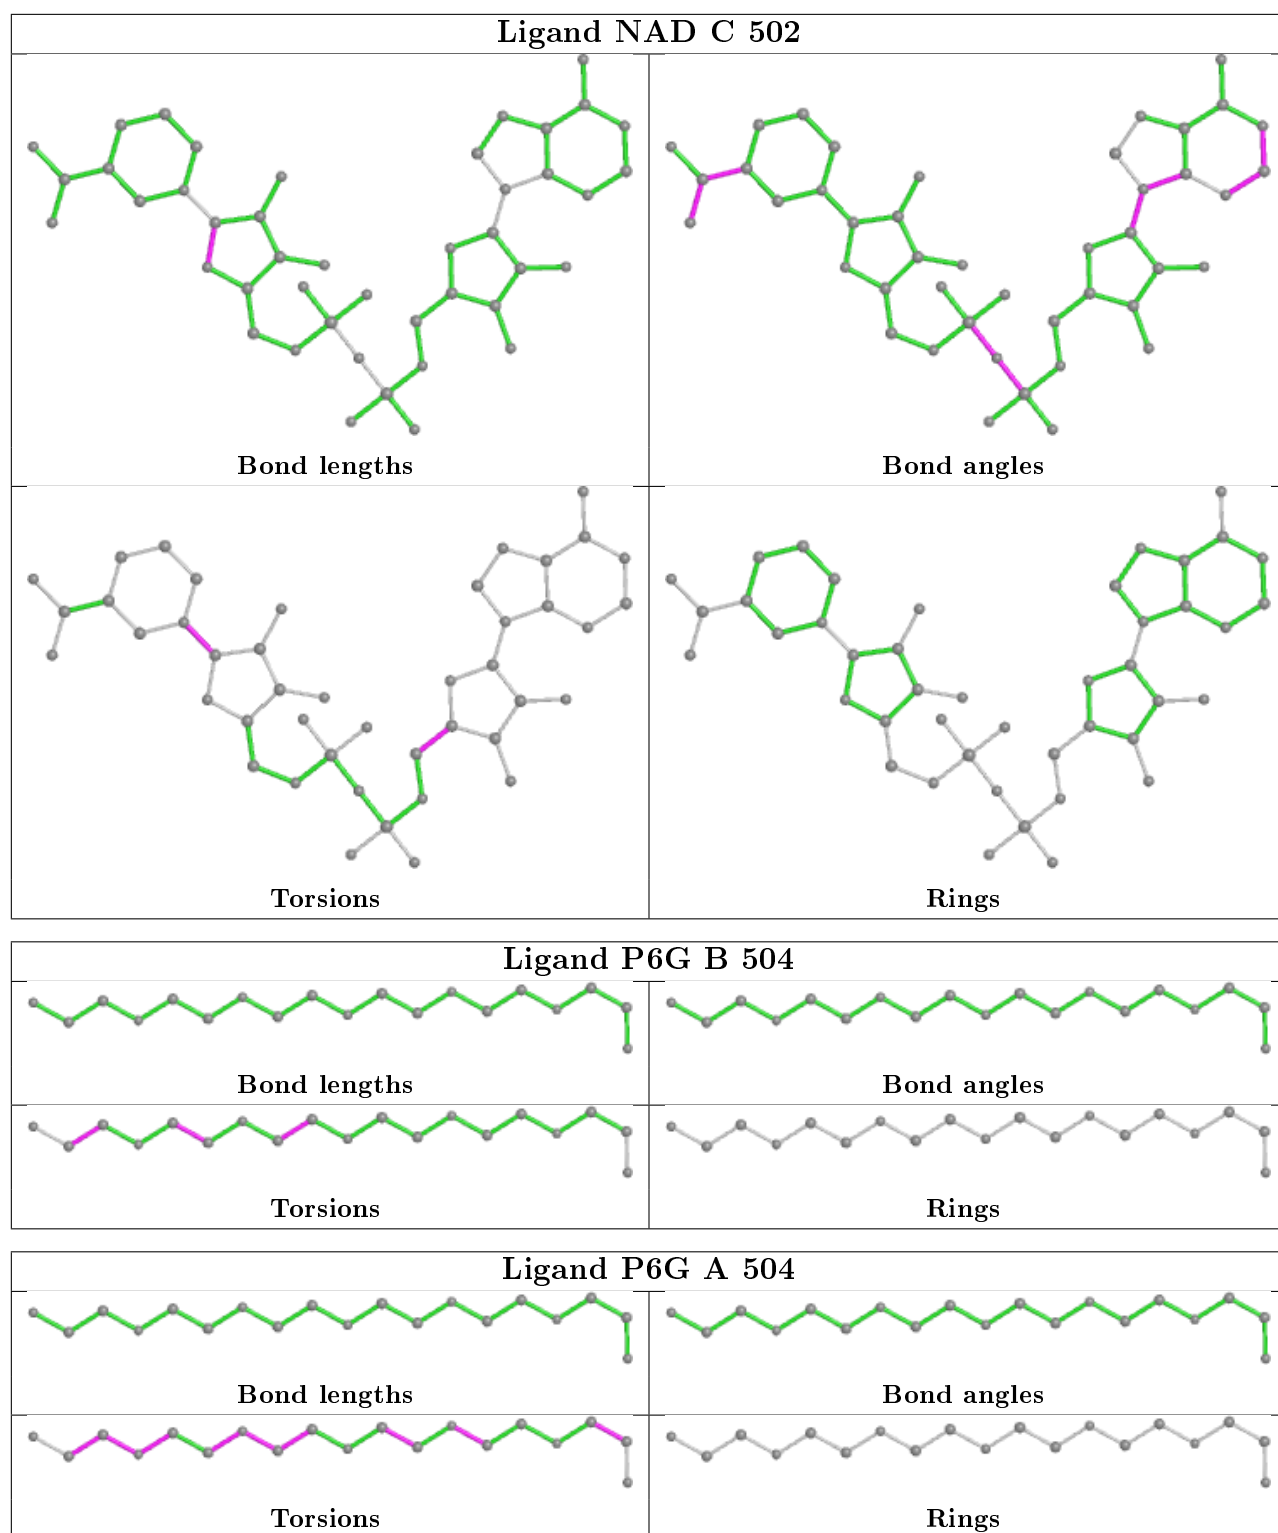 Ligand NAD C 502
Bond lengths
Bond angles
Torsions
Rings
Ligand P6G B 504
Bond lengths
Bond angles
Torsions
Rings
Ligand P6G A 504
Bond lengths
Bond angles
Torsions
Rings